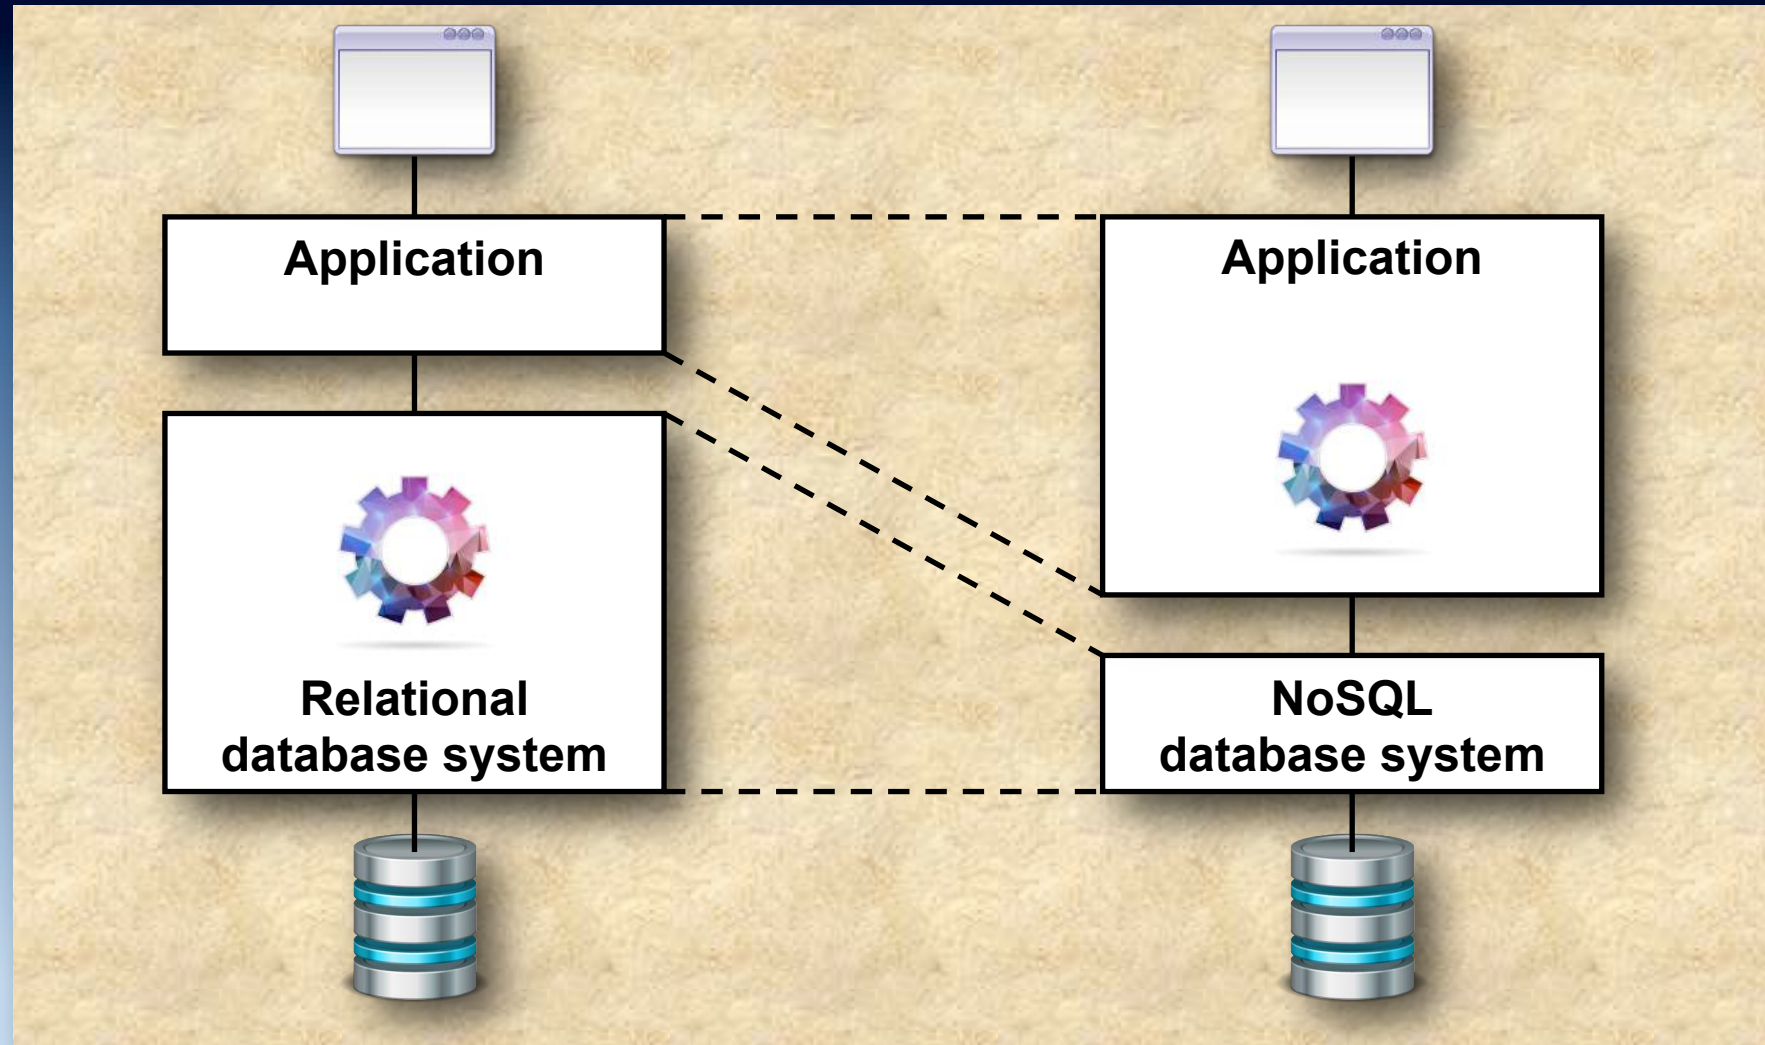 Application
Application
Relational
database system
NoSQL
database system